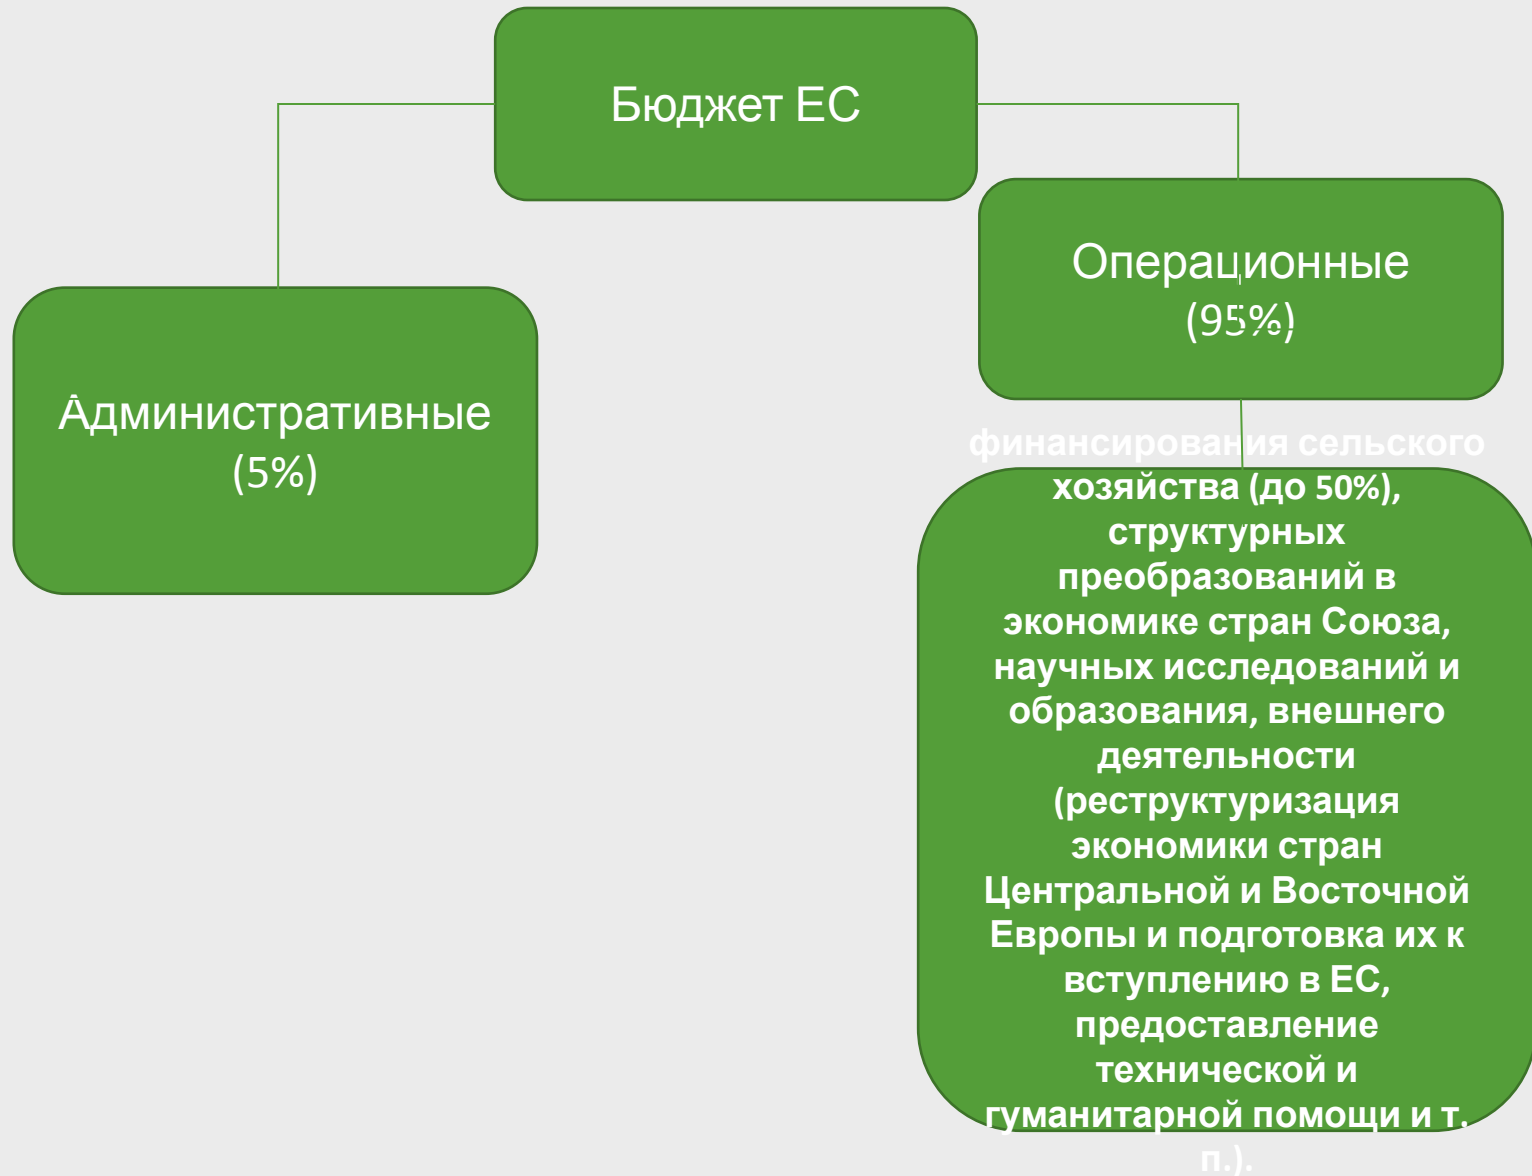 Бюджет ЕС
Операционные
(95%)
Административные
(5%)
финансирования сельского
хозяйства (до 50%),
структурных
преобразований в
экономике стран Союза,
научных исследований и
образования, внешнего
деятельности
(реструктуризация
экономики стран
Центральной и Восточной
Европы и подготовка их к
вступлению в ЕС,
предоставление
технической и
гуманитарной помощи и т.
п.).